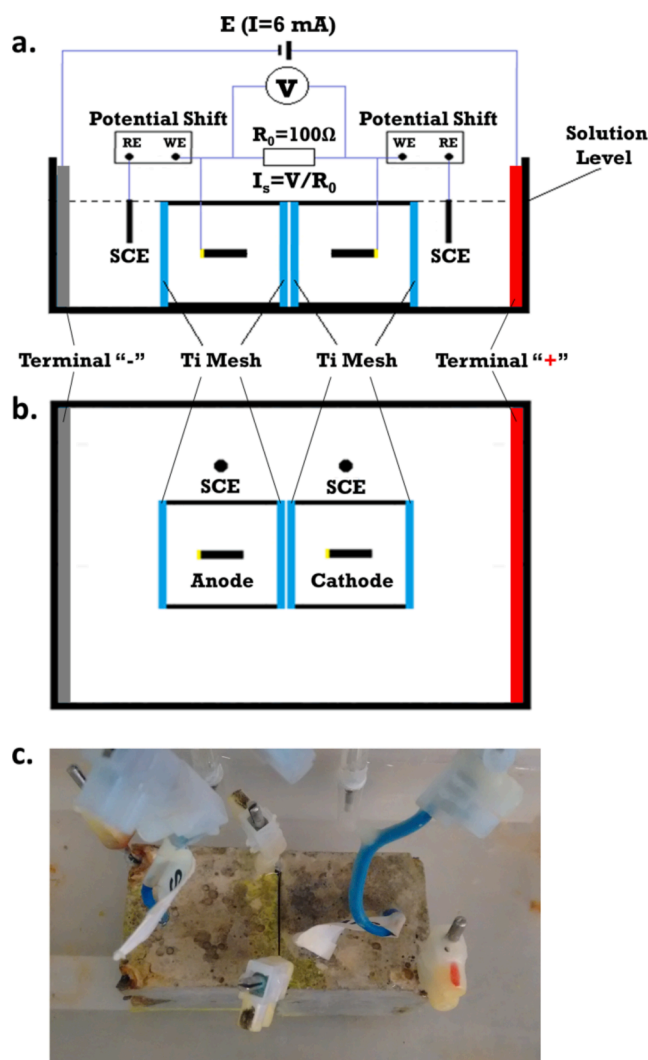 a.
E (I=6 mA)
V
Potential Shift
Potential Shift
RE WE
R₀=100Ω
WE RE
Iₛ=V/R₀
Solution
Level
SCE
SCE
Terminal “-”
Ti Mesh
Ti Mesh
Terminal “+”
b.
SCE
SCE
Anode
Cathode
c.